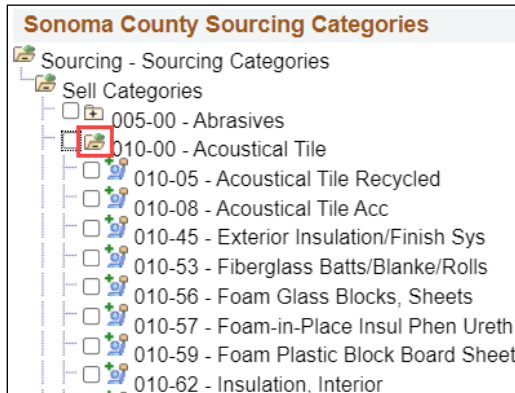 Sonoma County Sourcing Categories
Sourcing - Sourcing Categories
Sell Categories
005-00 - Abrasives
010-00 - Acoustical Tile
010-05 - Acoustical Tile Recycled
010-08 - Acoustical Tile Acc
010-45 - Exterior Insulation/Finish Sys
010-53 - Fiberglass Batts/Blanke/Rolls
010-56 - Foam Glass Blocks, Sheets
010-57 - Foam-in-Place Insul Phen Ureth
010-59 - Foam Plastic Block Board Sheet
010-62 - Insulation, Interior